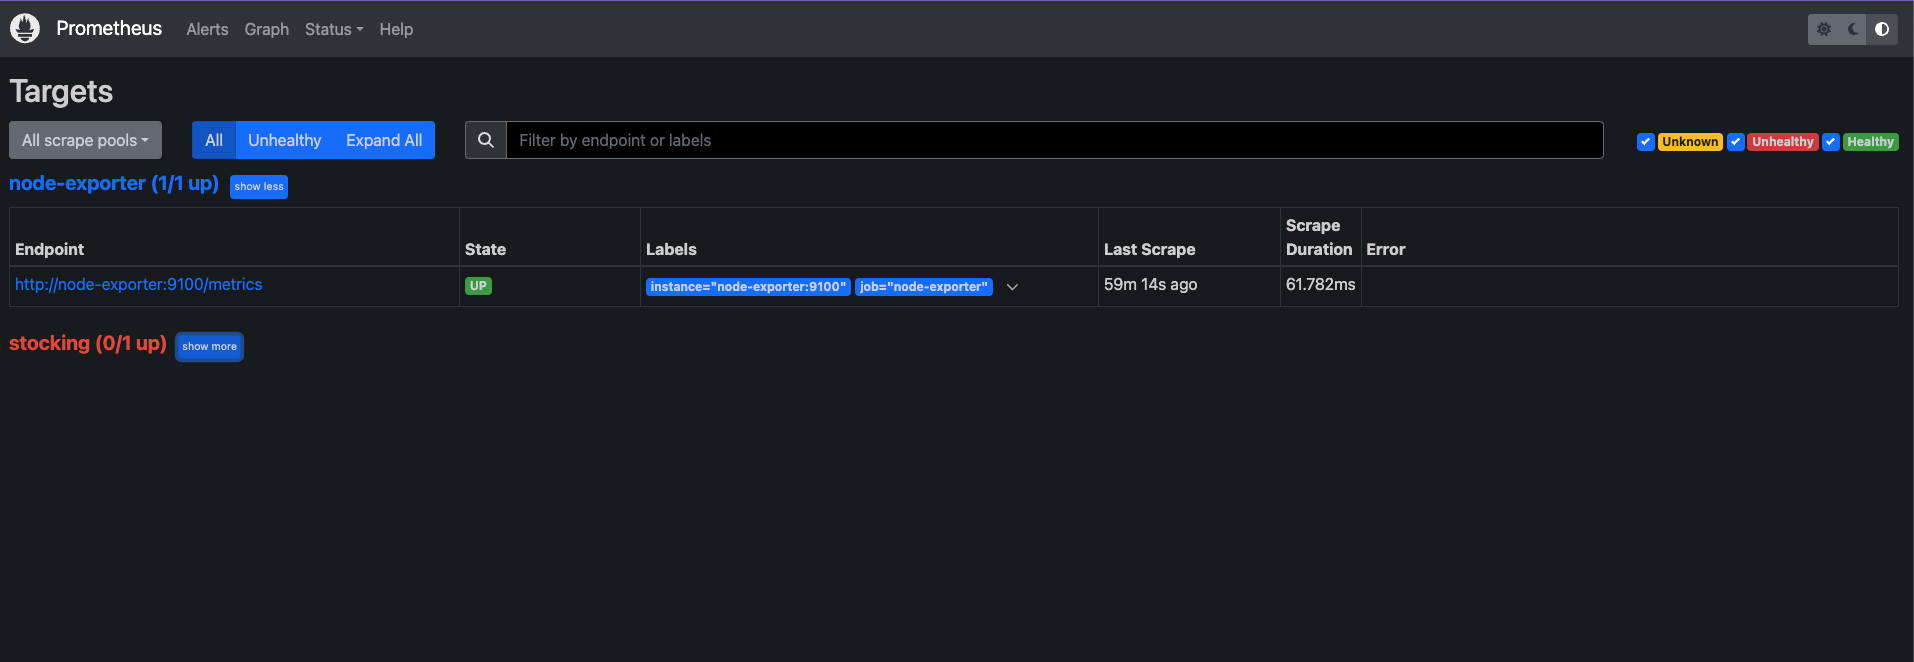 Prometheus Alerts Graph Status Help
Targets
All scrape pools All Unhealthy Expand All Filter by endpoint or labels Unknown Unhealthy Healthy
node-exporter (1/1 up) show less
Endpoint State Labels Last Scrape Scrape Duration Error
http://node-exporter:9100/metrics UP instance="node-exporter:9100" job="node-exporter" 59m 14s ago 61.782ms
stocking (0/1 up) show more